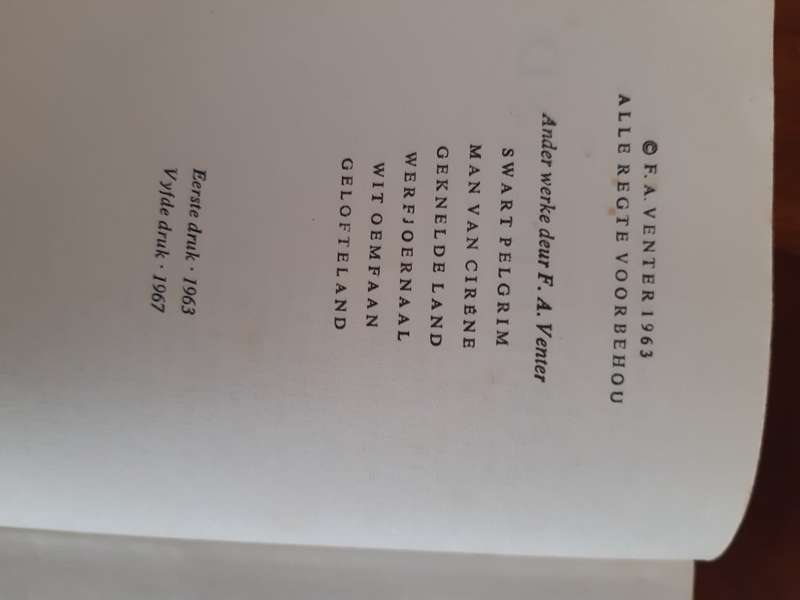 © F. A. VENTER 1963
ALLE REGTE VOORBEHOU
Ander werke deur F. A. Venter
SWART PELGRIM
MAN VAN CIRÉNE
GEKNELDE LAND
WERFJOERNAAL
WIT OEMFAAN
GELOFTELAND
Eerste druk · 1963
Vyfde druk · 1967